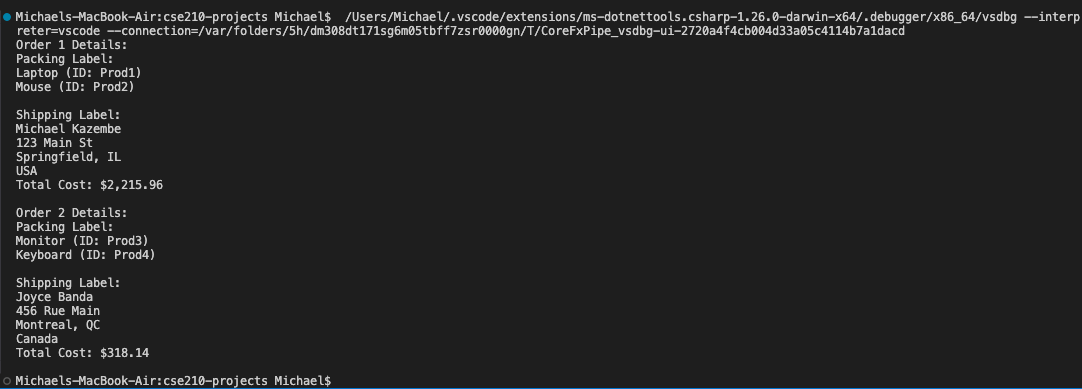 Michaels-MacBook-Air:cse210-projects Michael$  /Users/Michael/.vscode/extensions/ms-dotnettools.csharp-1.26.0-darwin-x64/.debugger/x86_64/vsdbg --interp
reter=vscode --connection=/var/folders/5h/dm308dt171sg6m05tbff7zsr0000gn/T/CoreFxPipe_vsdbg-ui-2720a4f4cb004d33a05c4114b7a1dacd
Order 1 Details:
Packing Label:
Laptop (ID: Prod1)
Mouse (ID: Prod2)

Shipping Label:
Michael Kazembe
123 Main St
Springfield, IL
USA
Total Cost: $2,215.96

Order 2 Details:
Packing Label:
Monitor (ID: Prod3)
Keyboard (ID: Prod4)

Shipping Label:
Joyce Banda
456 Rue Main
Montreal, QC
Canada
Total Cost: $318.14

Michaels-MacBook-Air:cse210-projects Michael$